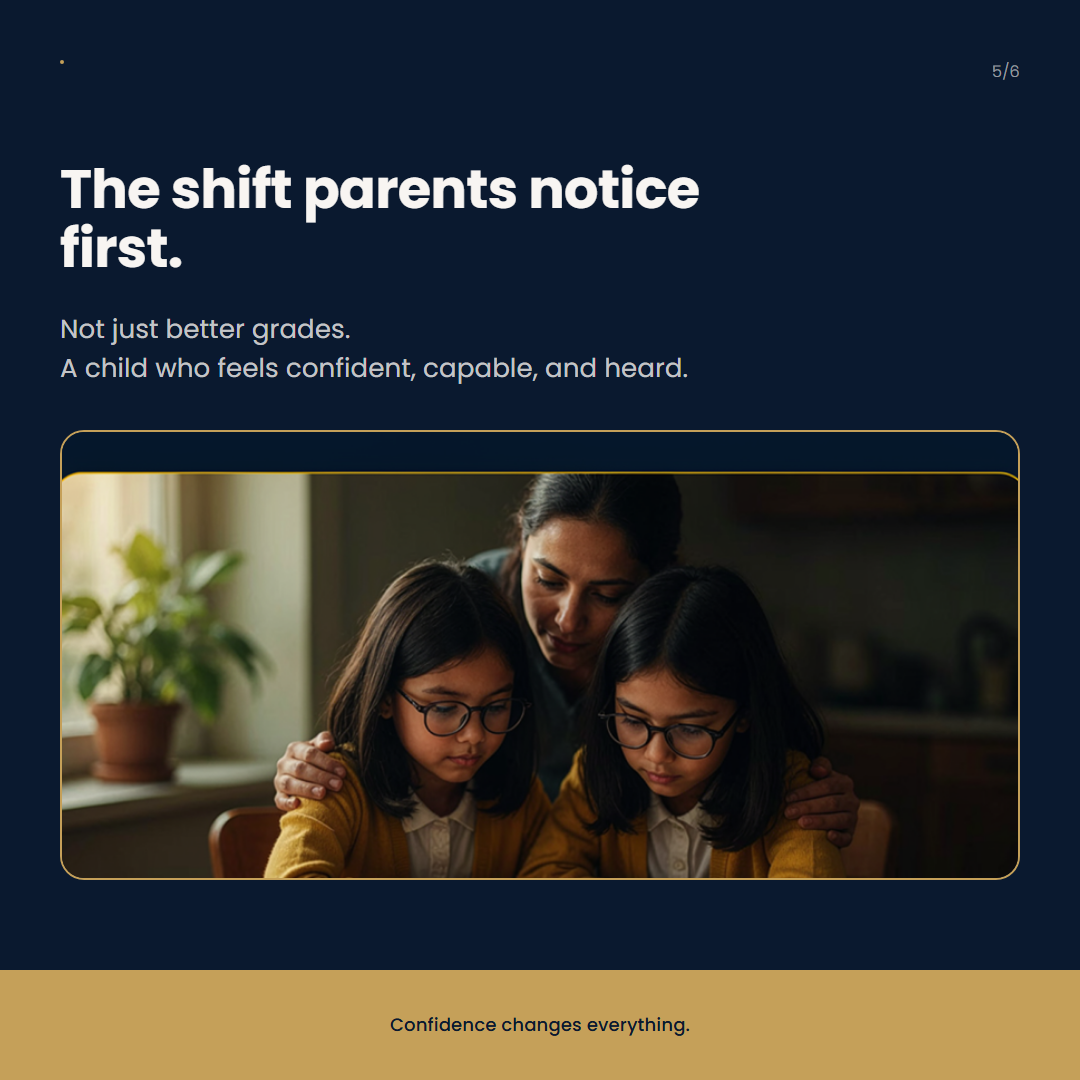 5/6
The shift parents notice
first.
Not just better grades.
A child who feels confident, capable, and heard.
Confidence changes everything.